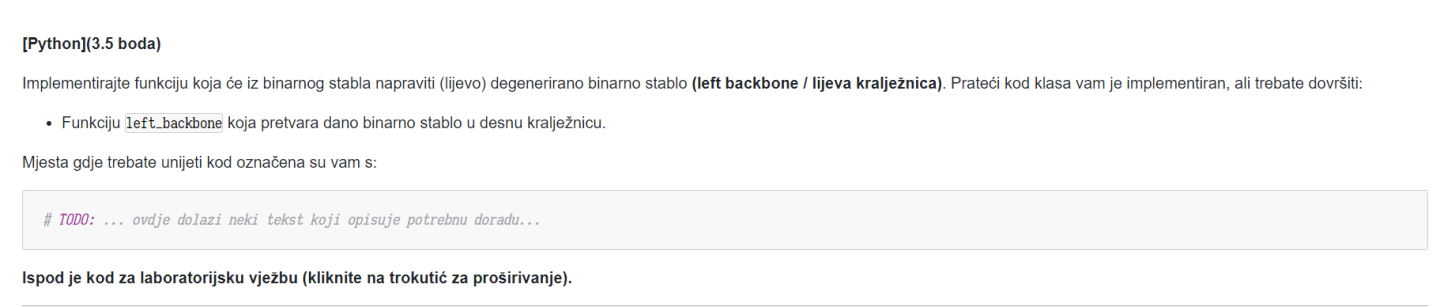 [Python](3.5 boda)
Implementirajte funkciju koja će iz binarnog stabla napraviti (lijevo) degenerirano binarno stablo (left backbone / lijeva kralježnica). Prateći kod klasa vam je implementiran, ali trebate dovršiti:
• Funkciju left_backbone koja pretvara dano binarno stablo u desnu kralježnicu.
Mjesta gdje trebate unijeti kod označena su vam s:
# TODO: ... ovdje dolazi neki tekst koji opisuje potrebnu doradu...
Ispod je kod za laboratorijsku vježbu (kliknite na trokutić za proširivanje).